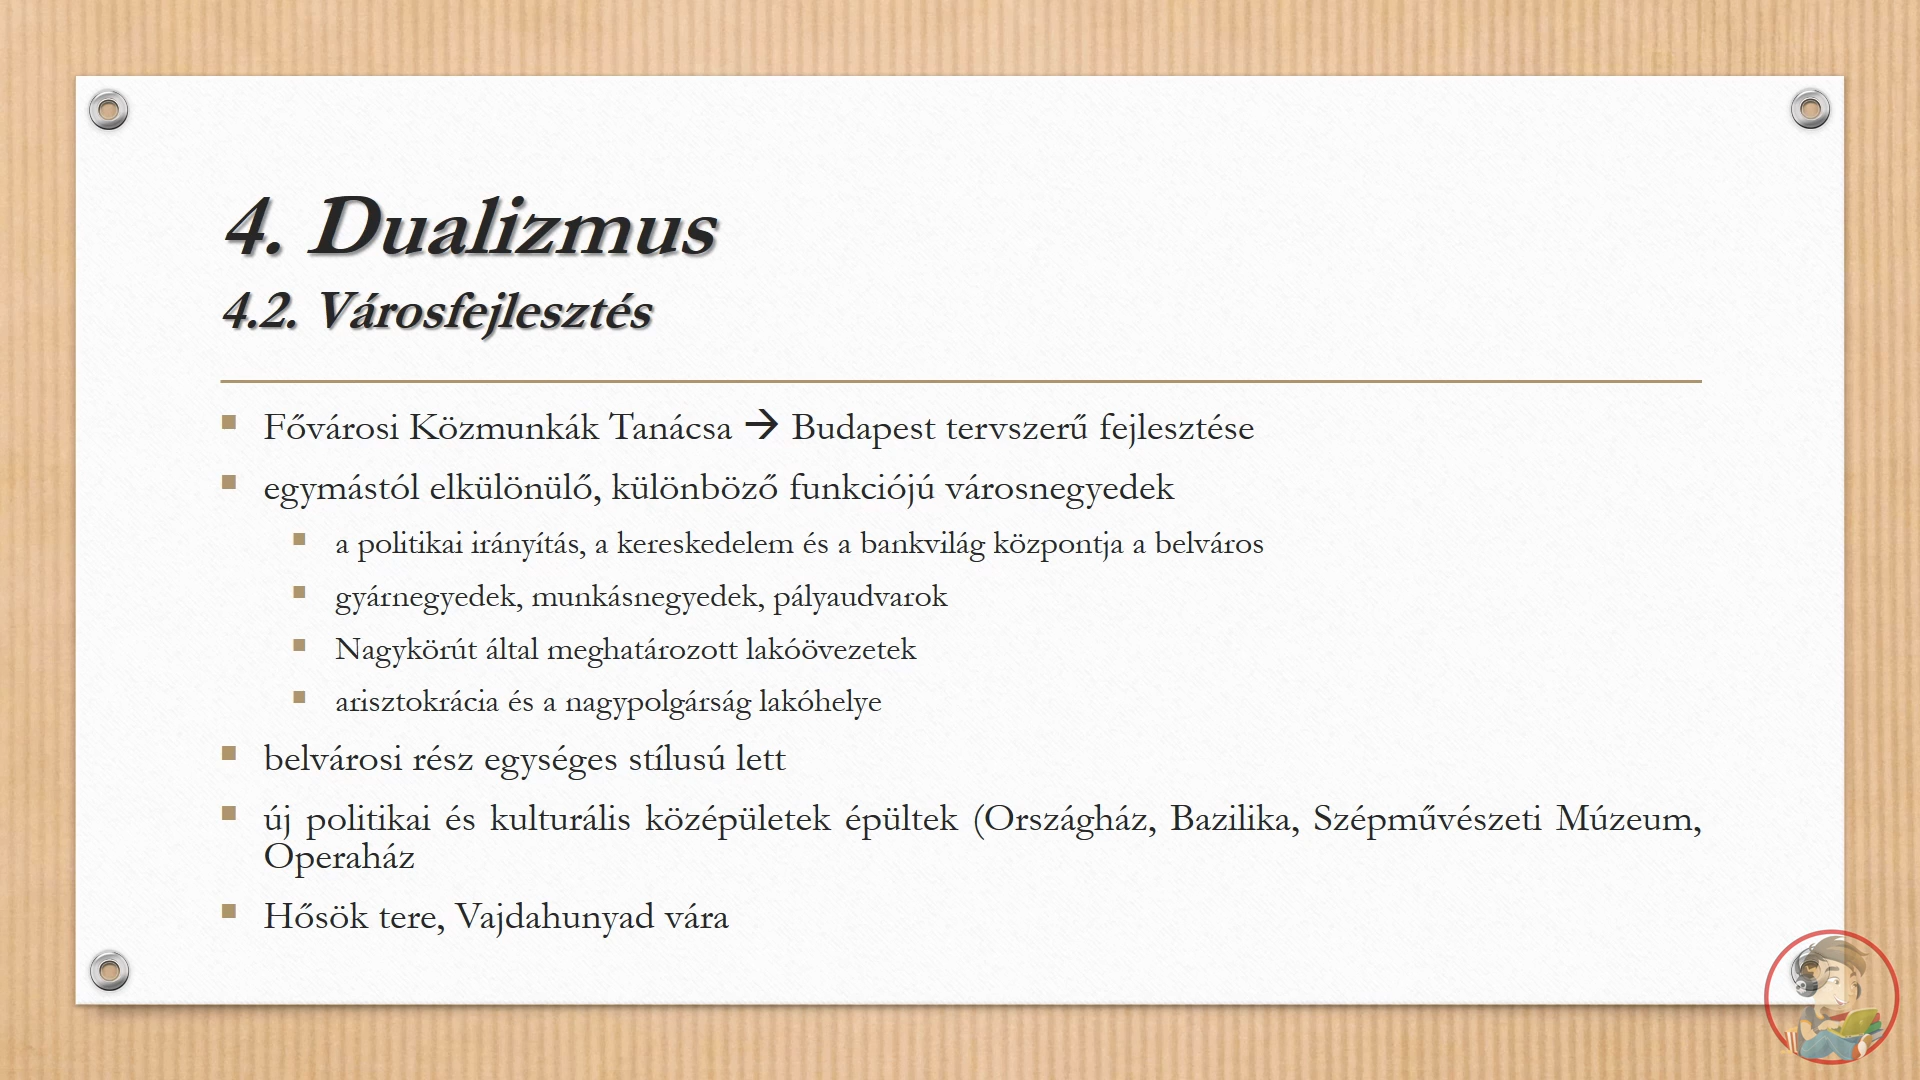 4. Dualizmus
4.2. Városfejlesztés
Fővárosi Közmunkák Tanácsa → Budapest tervszerű fejlesztése
egymástól elkülönülő, különböző funkciójú városnegyedek
a politikai irányítás, a kereskedelem és a bankvilág központja a belváros
gyárnegyedek, munkásnegyedek, pályaudvarok
Nagykörút által meghatározott lakóövezetek
arisztokrácia és a nagypolgárság lakóhelye
belvárosi rész egységes stílusú lett
új politikai és kulturális középületek épültek (Országház, Bazilika, Szépművészeti Múzeum,
Operaház
Hősök tere, Vajdahunyad vára